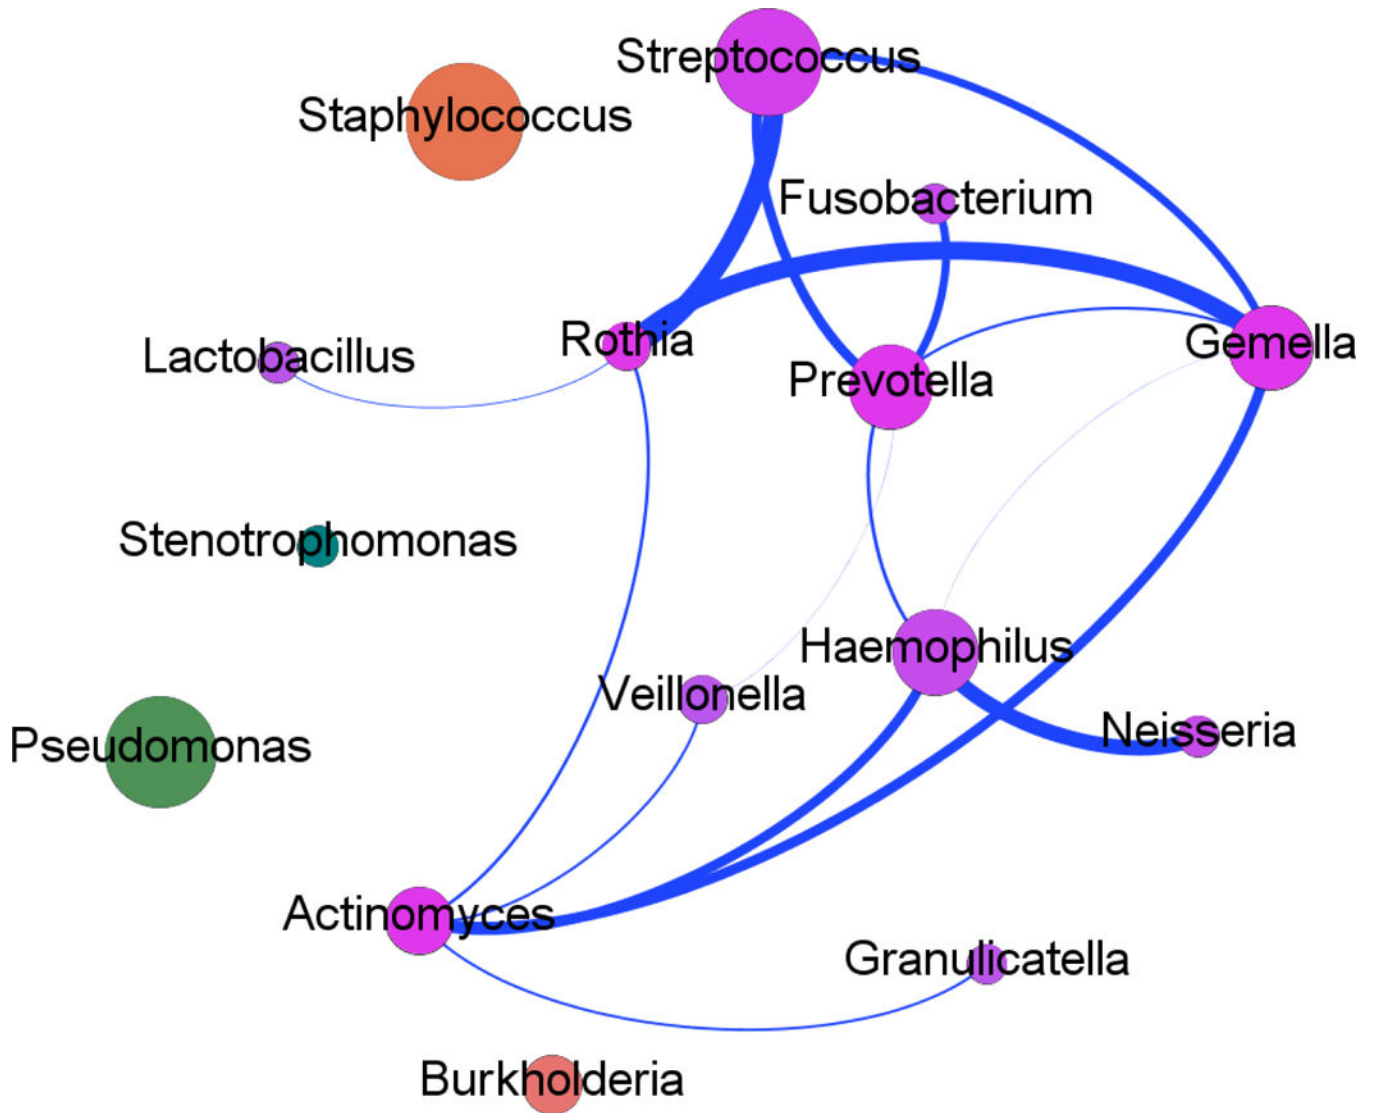 Streptococcus
Staphylococcus
Fusobacterium
Rothia
Gemella
Lactobacillus
Prevotella
Stenotrophomonas
Haemophilus
Veillonella
Neisseria
Pseudomonas
Actinomyces
Granulicatella
Burkholderia